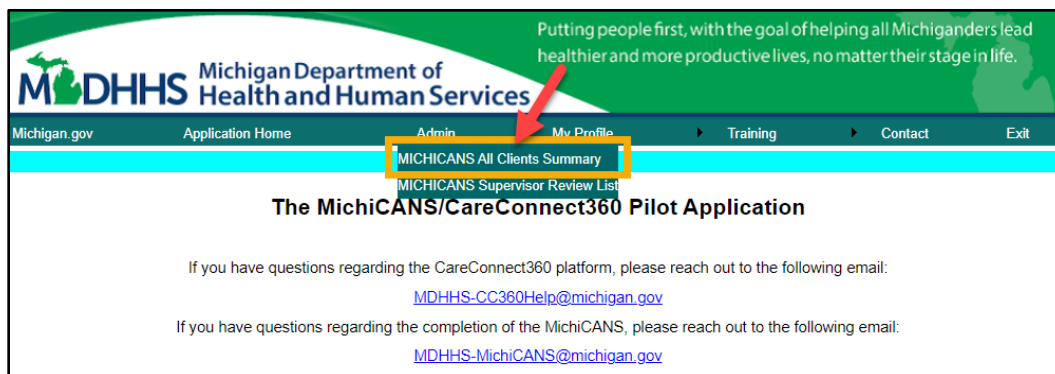 Putting people first, with the goal of helping all Michiganders lead
healthier and more productive lives, no matter their stage in life.
MDHHS Michigan Department of
Health and Human Services
Michigan.gov Application Home Admin My Profile Training Contact Exit
MICHICANS All Clients Summary
MICHICANS Supervisor Review List
The MichiCANS/CareConnect360 Pilot Application
If you have questions regarding the CareConnect360 platform, please reach out to the following email:
MDHHS-CC360Help@michigan.gov
If you have questions regarding the completion of the MichiCANS, please reach out to the following email:
MDHHS-MichiCANS@michigan.gov